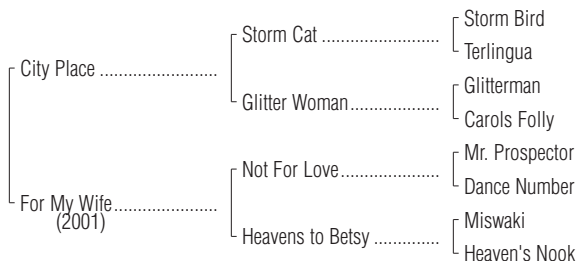 Storm Bird
Storm Cat ........................
Terlingua
City Place .........................
Glitterman
Glitter Woman...................
Carols Folly
Mr. Prospector
Not For Love.....................
Dance Number
For My Wife......................
(2001)
Miswaki
Heavens to Betsy ..............
Heaven's Nook